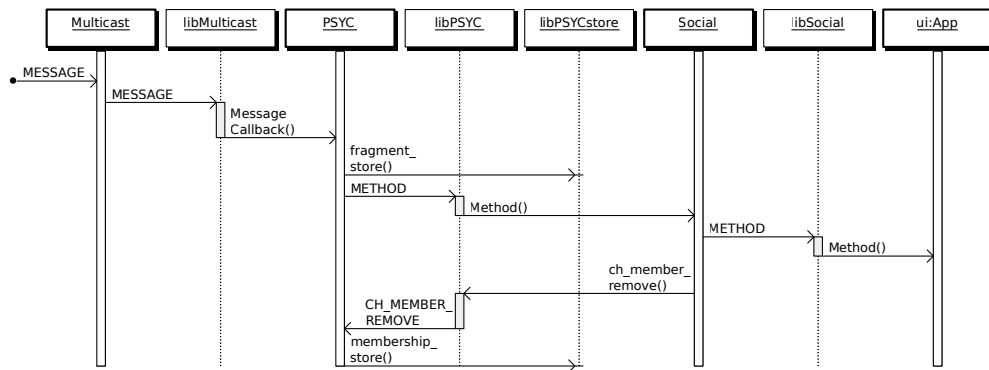 Multicast
libMulticast
PSYC
libPSYC
libPSYCstore
Social
libSocial
ui:App
MESSAGE
MESSAGE
Message
Callback()
fragment_
store()
METHOD
Method()
METHOD
Method()
ch_member_
remove()
CH_MEMBER_
REMOVE
membership_
store()